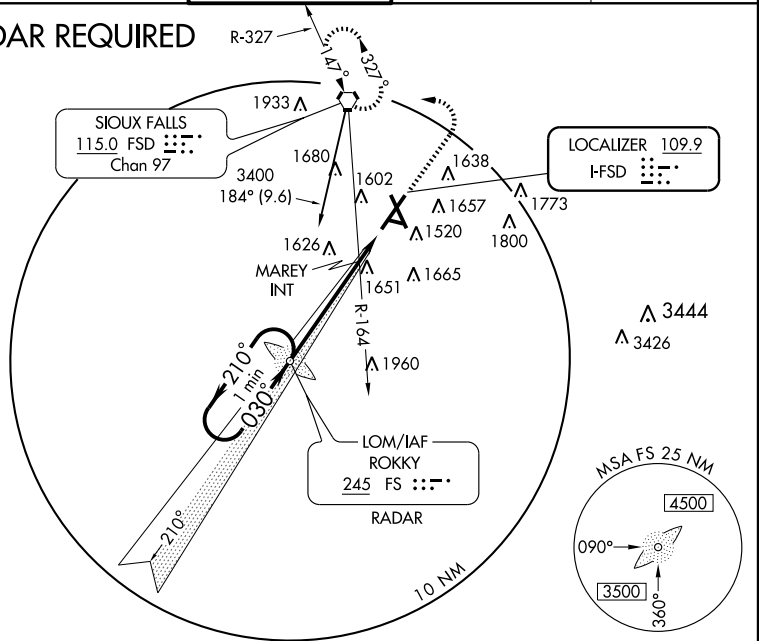 DAR REQUIRED
R-327
147°
327°
1933
SIOUX FALLS
115.0 FSD
Chan 97
1680
3400
184° (9.6)
1602
1638
LOCALIZER 109.9
I-FSD
1657
1773
1520
1800
1626
MAREY
INT
1651
1665
R-164
3444
3426
1960
210°
1 min
030°
LOM/IAF
ROKKY
245 FS
RADAR
210°
10 NM
MSA FS 25 NM
4500
090°
3500
360°